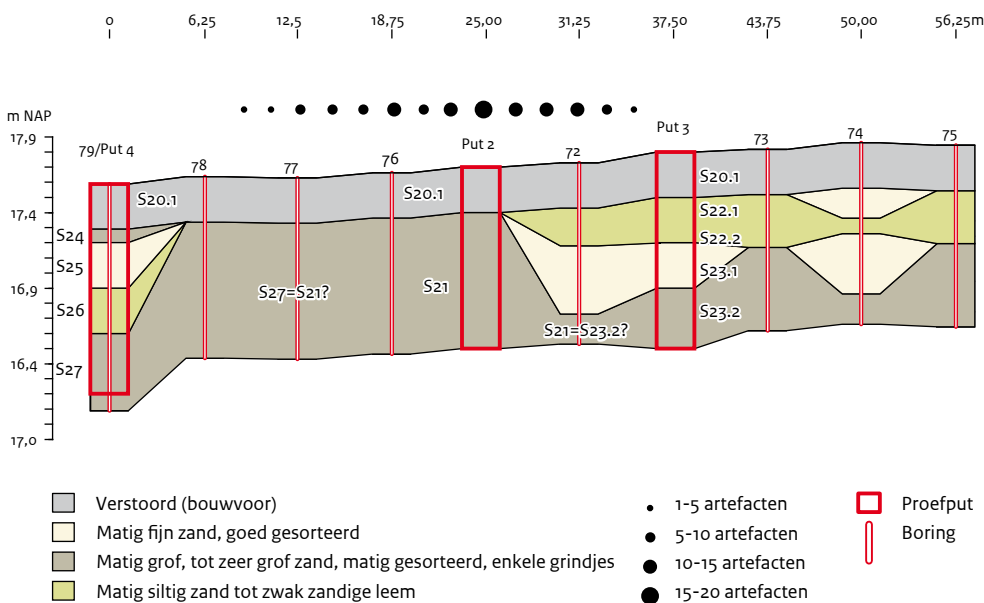 0 6,25 12,5 18,75 25,00 31,25 37,50 43,75 50,00 56,25m
m NAP
17,9
17,4
16,9
16,4
17,0
79/Put 4 78 77 76 Put 2 72 Put 3 73 74 75
S20.1 S20.1 S20.1
S24 S22.1
S25 S22.2
S27=S21? S21 S23.1
S26 S21=S23.2? S23.2
S27
Verstoord (bouwvoor) 1-5 artefacten Proefput
Matig fijn zand, goed gesorteerd 5-10 artefacten Boring
Matig grof, tot zeer grof zand, matig gesorteerd, enkele grindjes 10-15 artefacten
Matig siltig zand tot zwak zandige leem 15-20 artefacten